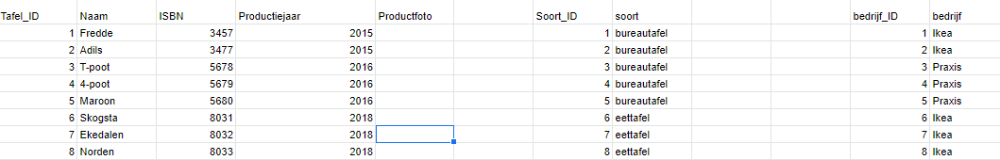 Tafel_ID Naam ISBN Productiejaar Productfoto Soort_ID soort bedrijf_ID bedrijf
1 Fredde 3457 2015 1 bureautafel 1 Ikea
2 Adils 3477 2015 2 bureautafel 2 Ikea
3 T-poot 5678 2016 3 bureautafel 3 Praxis
4 4-poot 5679 2016 4 bureautafel 4 Praxis
5 Maroon 5680 2016 5 bureautafel 5 Praxis
6 Skogsta 8031 2018 6 eettafel 6 Ikea
7 Ekedalen 8032 2018 7 eettafel 7 Ikea
8 Norden 8033 2018 8 eettafel 8 Ikea